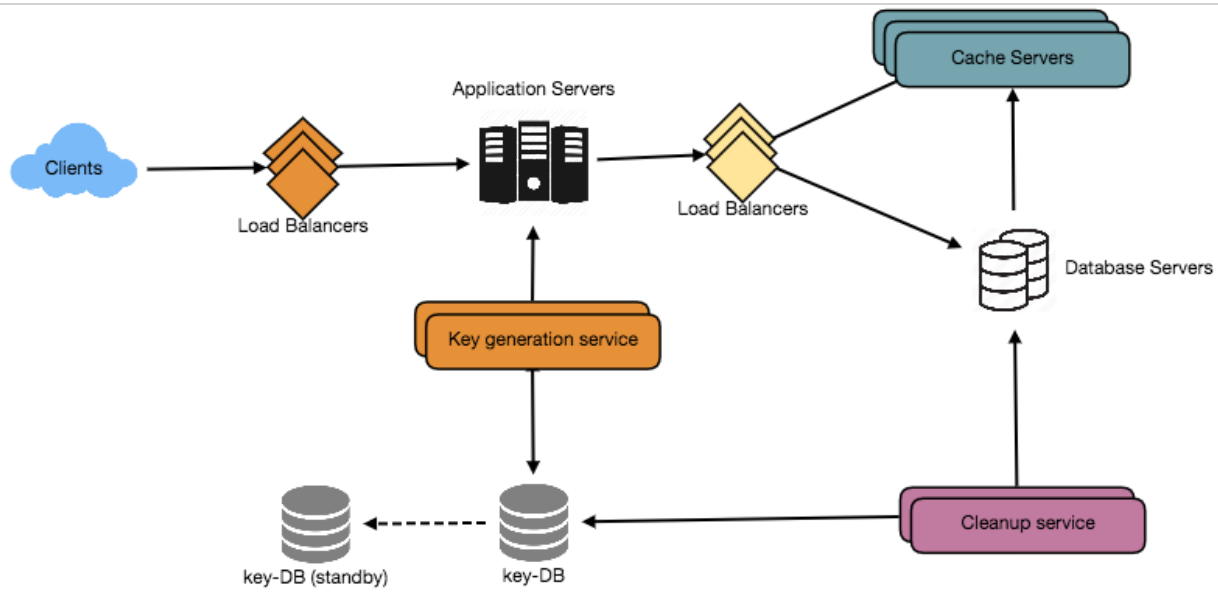 Cache Servers
Application Servers
Clients
Load Balancers
Load Balancers
Database Servers
Key generation service
Cleanup service
key-DB (standby)
key-DB